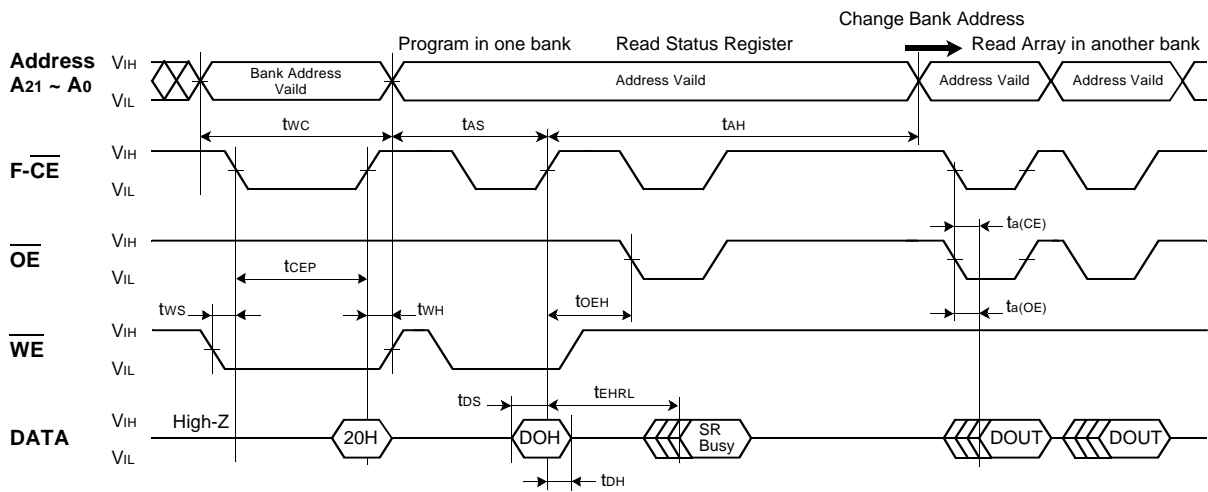 Change Bank Address
Program in one bank Read Status Register Read Array in another bank
Address A21 ~ A0 VIH VIL
Bank Address Vaild
Address Vaild
Address Vaild
Address Vaild
tWC tAS tAH
F-CE VIH VIL
ta(CE)
OE VIH VIL
tCEP
tWS tWH tOEH ta(OE)
WE VIH VIL
tDS tEHRL
DATA VIH VIL
High-Z
20H DOH SR Busy DOUT DOUT
tDH